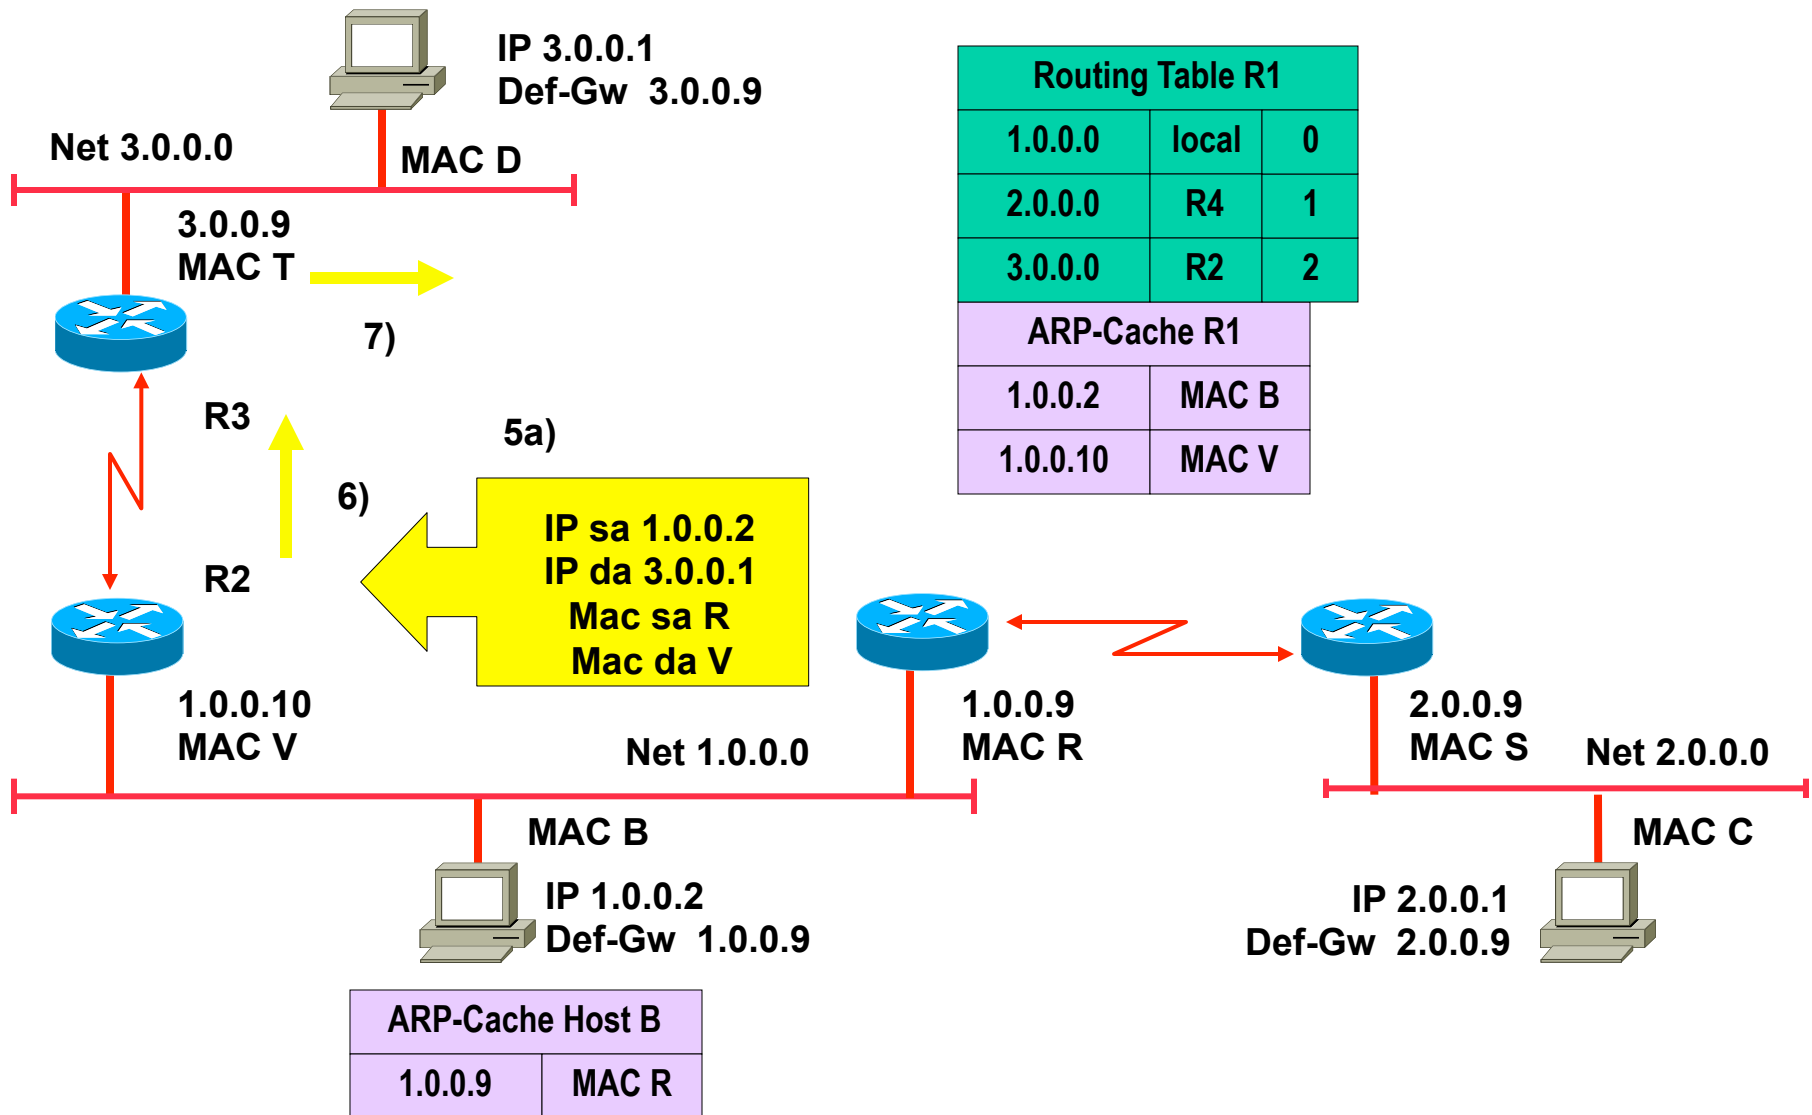 IP 3.0.0.1
Def-Gw 3.0.0.9
Net 3.0.0.0
MAC D
3.0.0.9
MAC T
7)
R3
6)
R2
5a)
IP sa 1.0.0.2
IP da 3.0.0.1
Mac sa R
Mac da V
Routing Table R1
1.0.0.0 local 0
2.0.0.0 R4 1
3.0.0.0 R2 2
ARP-Cache R1
1.0.0.2 MAC B
1.0.0.10 MAC V
1.0.0.10
MAC V
Net 1.0.0.0
1.0.0.9
MAC R
2.0.0.9
MAC S
Net 2.0.0.0
MAC B
IP 1.0.0.2
Def-Gw 1.0.0.9
MAC C
IP 2.0.0.1
Def-Gw 2.0.0.9
ARP-Cache Host B
1.0.0.9 MAC R